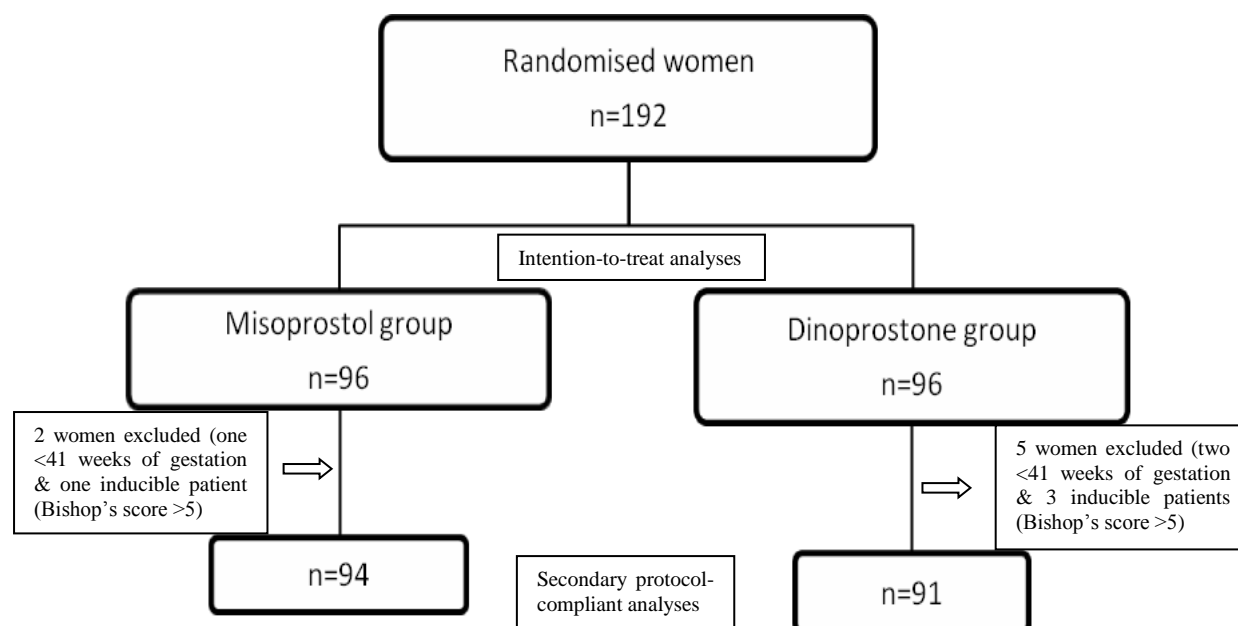 Randomised women
n=192
Intention-to-treat analyses
Misoprostol group
n=96
Dinoprostone group
n=96
2 women excluded (one
<41 weeks of gestation
& one inducible patient
(Bishop's score >5)
5 women excluded (two
<41 weeks of gestation
& 3 inducible patients
(Bishop's score >5)
n=94
Secondary protocol-
compliant analyses
n=91